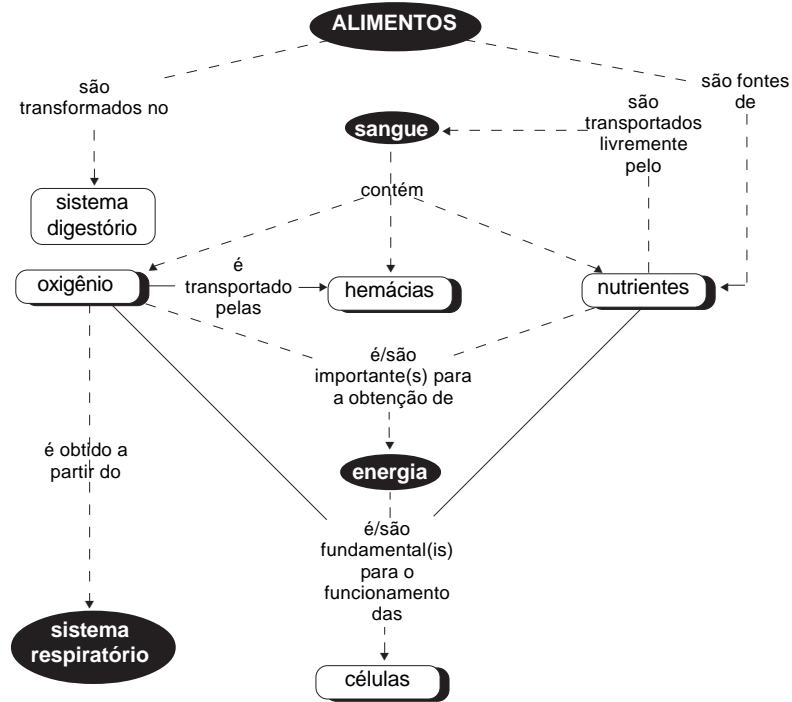 ALIMENTOS
são
transformados no
são fontes
de
são
transportados
livremente
pelo
sangue
contém
sistema
digestório
oxigênio
é
transportado
pelas
hemácias
nutrientes
é/são
importante(s) para
a obtenção de
é obtido a
partir do
energia
é/são
fundamental(is)
para o
funcionamento
das
sistema
respiratório
células